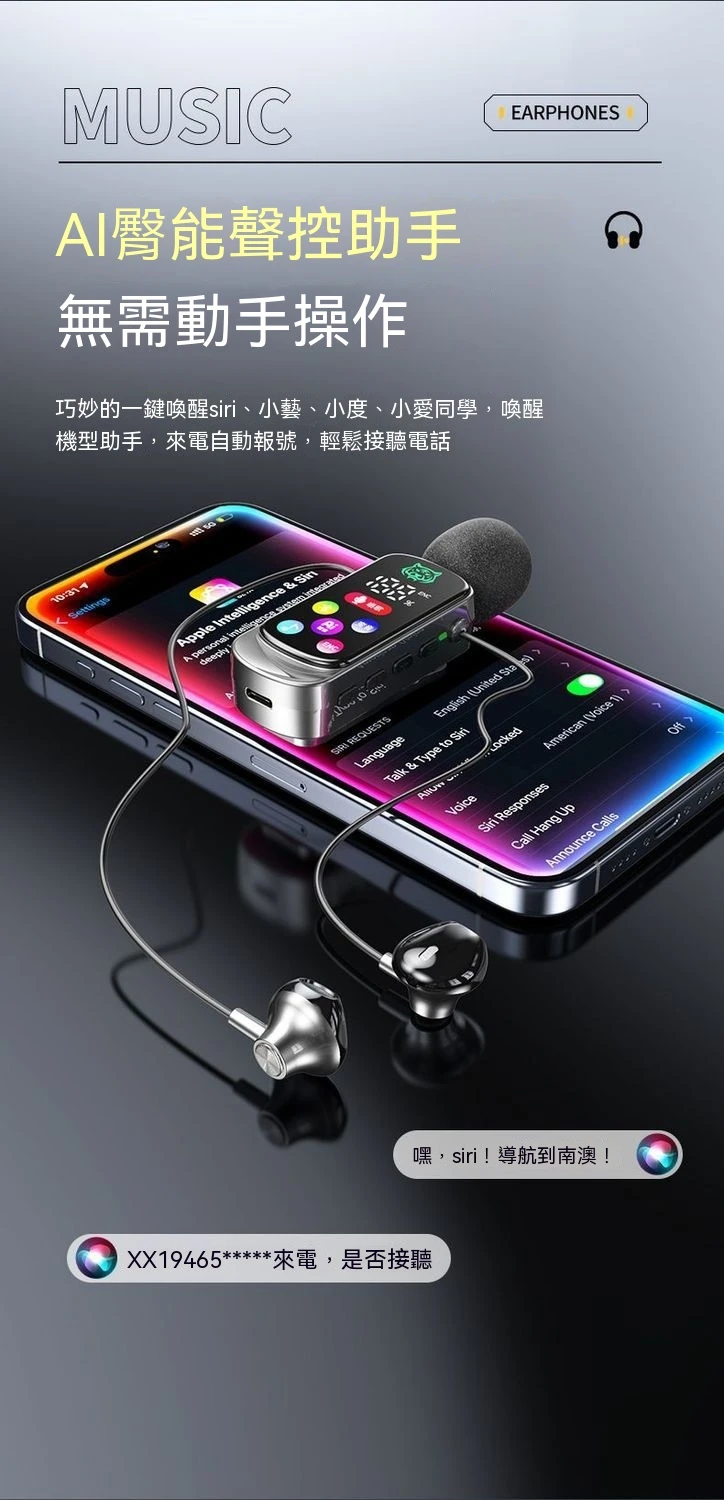 MUSIC
EARPHONES
AI臀能聲控助手
無需動手操作
巧妙的一鍵喚醒siri、小藝、小度、小愛同學，喚醒
機型助手，來電自動報號，輕鬆接聽電話
10:31
5G
Settings
Apple Intelligence & Siri
A personal intelligence system integrated
deeply
ENC
SIRI REQUESTS
Language
English (United States)
Talk & Type to Siri
Locked
Voice
American (Voice 1)
Siri Responses
Off
Call Hang Up
Announce Calls
嘿，siri！導航到南澳！
XX19465*****來電，是否接聽